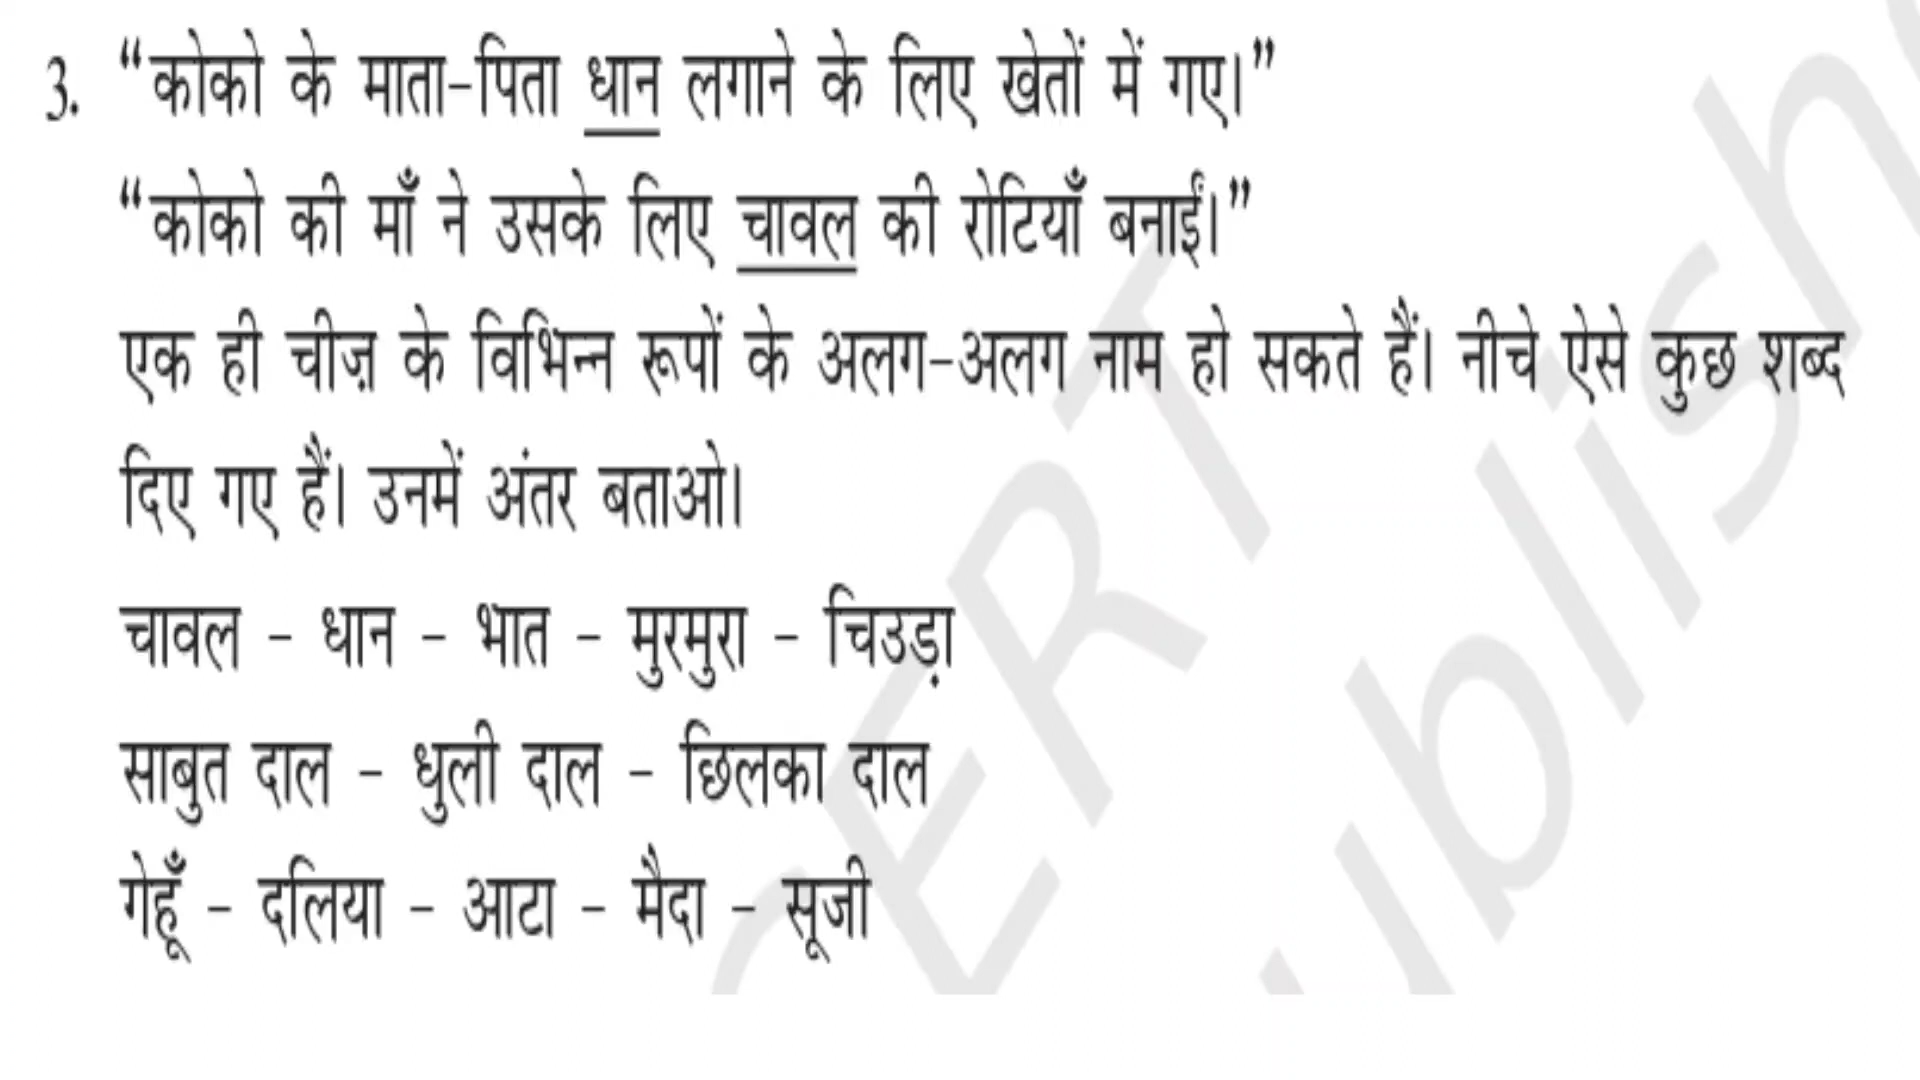 3. “कोको के माता-पिता धान लगाने के लिए खेतों में गए।”
“कोको की माँ ने उसके लिए चावल की रोटियाँ बनाईं।”
एक ही चीज़ के विभिन्न रूपों के अलग-अलग नाम हो सकते हैं। नीचे ऐसे कुछ शब्द
दिए गए हैं। उनमें अंतर बताओ।
चावल - धान - भात - मुरमुरा - चिउड़ा
साबुत दाल - धुली दाल - छिलका दाल
गेहूँ - दलिया - आटा - मैदा - सूजी